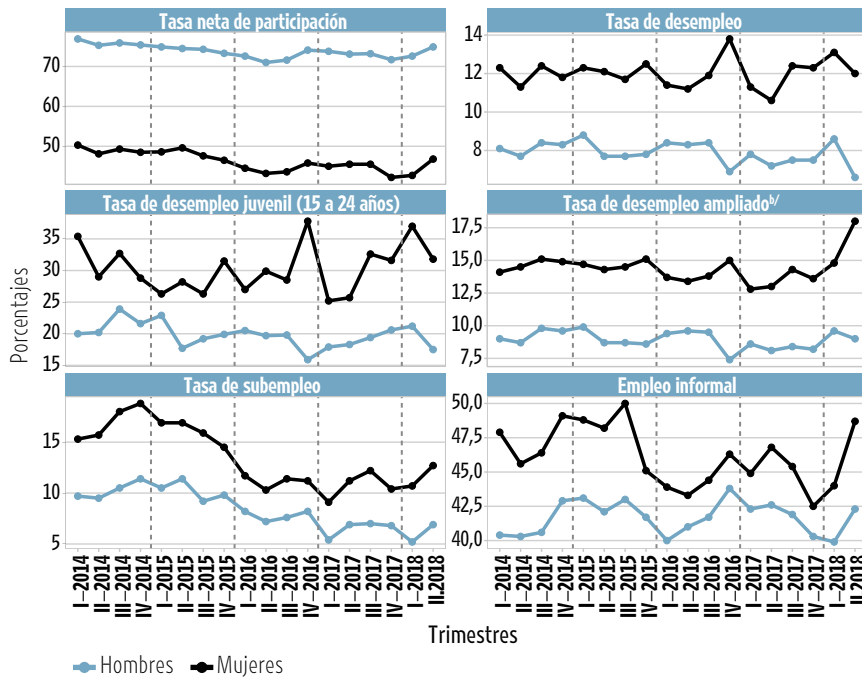 Tasa neta de participación
70
60
50
Tasa de desempleo
14
12
10
8
Tasa de desempleo juvenil (15 a 24 años)
35
30
25
20
15
Tasa de desempleo ampliado b/
17,5
15,0
12,5
10,0
7,5
Tasa de subempleo
15
10
5
Empleo informal
50,0
47,5
45,0
42,5
40,0
Porcentajes
I–2014
II–2014
III–2014
IV–2014
I–2015
II–2015
III–2015
IV–2015
I–2016
II–2016
III–2016
IV–2016
I–2017
II–2017
III–2017
IV–2017
I–2018
II.2018
I–2014
II–2014
III–2014
IV–2014
I–2015
II–2015
III–2015
IV–2015
I–2016
II–2016
III–2016
IV–2016
I–2017
II–2017
III–2017
IV–2017
I–2018
II.2018
Trimestres
Hombres Mujeres